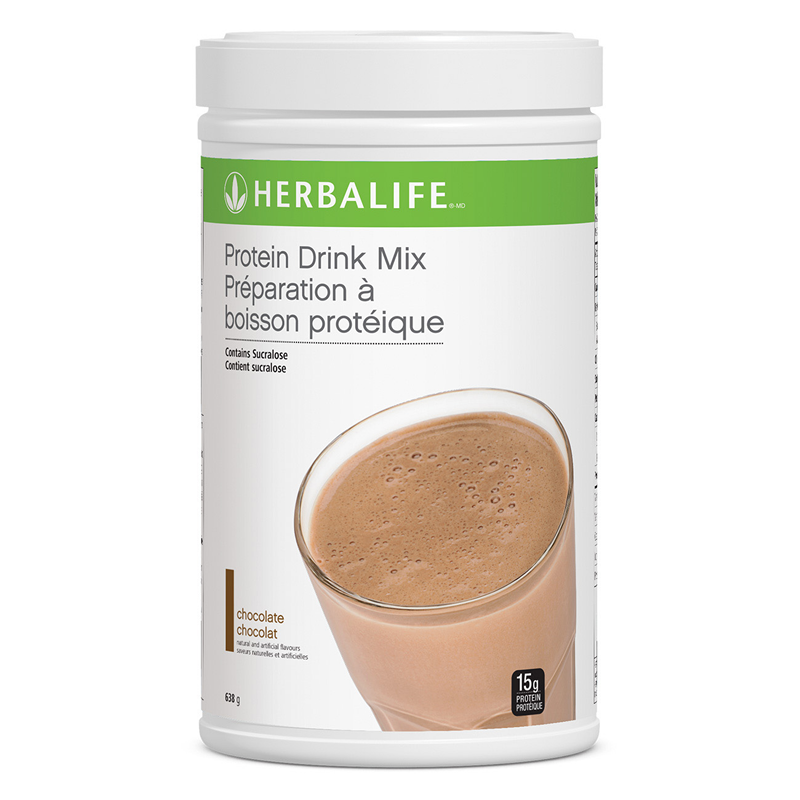 HERBALIFE ®-MD
Protein Drink Mix
Préparation à
boisson protéique
Contains Sucralose
Contient sucralose
chocolate
chocolat
natural and artificial flavours
saveurs naturelles et artificielles
638 g
15g
PROTEIN
PROTÉIQUE